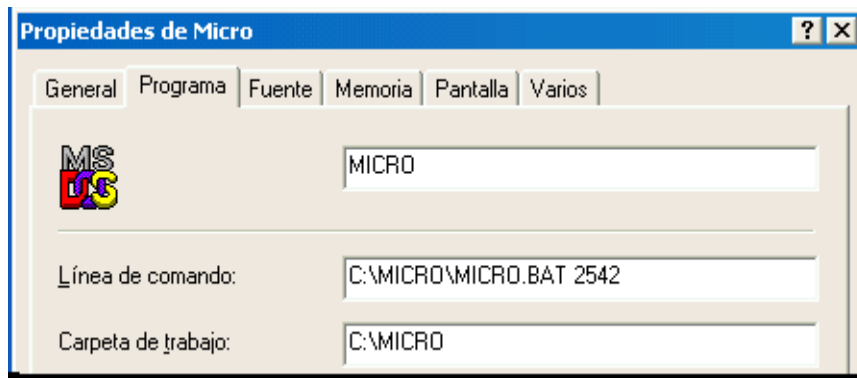 Propiedades de Micro ? ×
General Programa Fuente Memoria Pantalla Varios
MS
DOS
MICRO
Línea de comando: C:\MICRO\MICRO.BAT 2542
Carpeta de trabajo: C:\MICRO